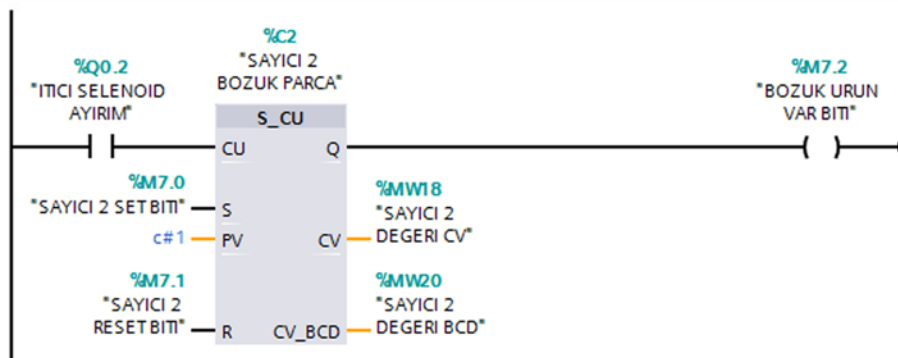 %C2
"SAYICI 2
BOZUK PARCA"
%Q0.2
"ITICI SELENOID
AYIRIM"
%M7.2
"BOZUK URUN
VAR BITI"
S_CU
CU
Q
%M7.0
"SAYICI 2 SET BITI"
S
%MW18
"SAYICI 2
DEGERI CV"
c#1
PV
CV
%M7.1
"SAYICI 2
RESET BITI"
R
%MW20
"SAYICI 2
DEGERI BCD"
CV_BCD